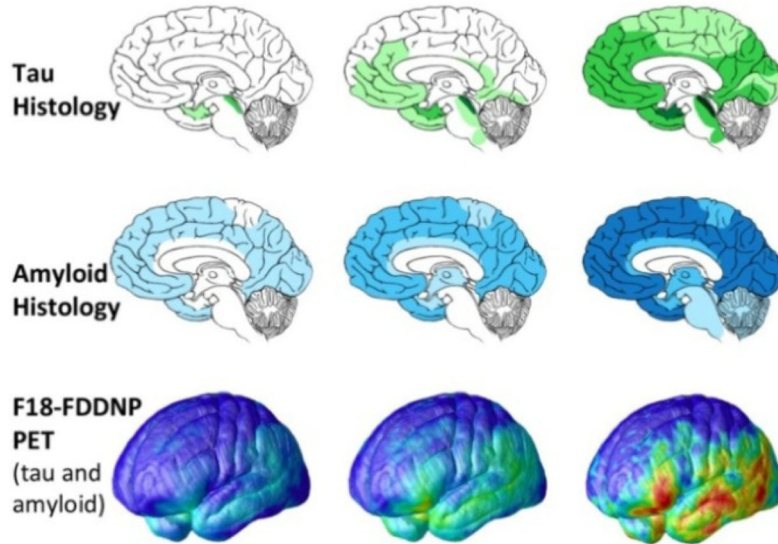 Tau
Histology
Amyloid
Histology
F18-FDDNP
PET
(tau and
amyloid)